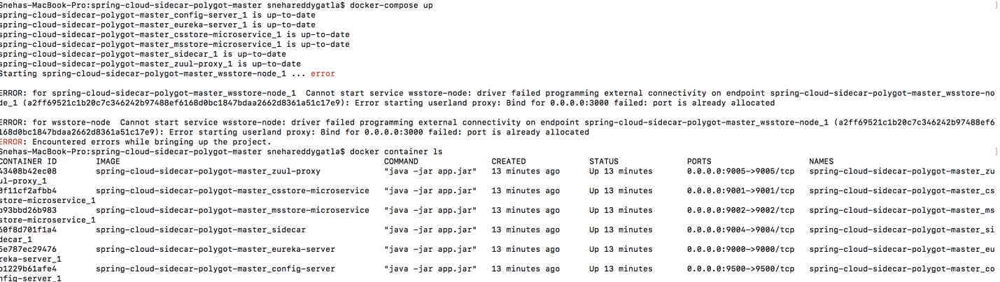 Snehas-MacBook-Pro:spring-cloud-sidecar-polygot-master snehareddygatla$ docker-compose up ]
spring-cloud-sidecar-polygot-master_config-server_1 is up-to-date
spring-cloud-sidecar-polygot-master_eureka-server_1 is up-to-date
spring-cloud-sidecar-polygot-master_csstore-microservice_1 is up-to-date
spring-cloud-sidecar-polygot-master_msstore-microservice_1 is up-to-date
spring-cloud-sidecar-polygot-master_sidecar_1 is up-to-date
spring-cloud-sidecar-polygot-master_zuul-proxy_1 is up-to-date
Starting spring-cloud-sidecar-polygot-master_wsstore-node_1 ... error
ERROR: for spring-cloud-sidecar-polygot-master_wsstore-node_1  Cannot start service wsstore-node: driver failed programming external connectivity on endpoint spring-cloud-sidecar-polygot-master_wsstore-no
de_1 (a2ff69521c1b20c7c346242b97488ef6168d0bc1847bdaa2662d8361a51c17e9): Error starting userland proxy: Bind for 0.0.0.0:3000 failed: port is already allocated
ERROR: for wsstore-node  Cannot start service wsstore-node: driver failed programming external connectivity on endpoint spring-cloud-sidecar-polygot-master_wsstore-node_1 (a2ff69521c1b20c7c346242b97488ef6
168d0bc1847bdaa2662d8361a51c17e9): Error starting userland proxy: Bind for 0.0.0.0:3000 failed: port is already allocated
ERROR: Encountered errors while bringing up the project.
Snehas-MacBook-Pro:spring-cloud-sidecar-polygot-master snehareddygatla$ docker container ls ]
CONTAINER ID IMAGE COMMAND CREATED STATUS PORTS NAMES
43408b42ec08 spring-cloud-sidecar-polygot-master_zuul-proxy "java -jar app.jar" 13 minutes ago Up 13 minutes 0.0.0.0:9005->9005/tcp spring-cloud-sidecar-polygot-master_zu
ul-proxy_1
0f11cf2afbb4 spring-cloud-sidecar-polygot-master_csstore-microservice "java -jar app.jar" 13 minutes ago Up 13 minutes 0.0.0.0:9001->9001/tcp spring-cloud-sidecar-polygot-master_cs
store-microservice_1
b93bbd26b983 spring-cloud-sidecar-polygot-master_msstore-microservice "java -jar app.jar" 13 minutes ago Up 13 minutes 0.0.0.0:9002->9002/tcp spring-cloud-sidecar-polygot-master_ms
store-microservice_1
60f8d701f1a4 spring-cloud-sidecar-polygot-master_sidecar "java -jar app.jar" 13 minutes ago Up 13 minutes 0.0.0.0:9004->9004/tcp spring-cloud-sidecar-polygot-master_si
decar_1
5e787ec29476 spring-cloud-sidecar-polygot-master_eureka-server "java -jar app.jar" 13 minutes ago Up 13 minutes 0.0.0.0:9000->9000/tcp spring-cloud-sidecar-polygot-master_eu
reka-server_1
b1229b61afe4 spring-cloud-sidecar-polygot-master_config-server "java -jar app.jar" 13 minutes ago Up 13 minutes 0.0.0.0:9500->9500/tcp spring-cloud-sidecar-polygot-master_co
nfig-server_1